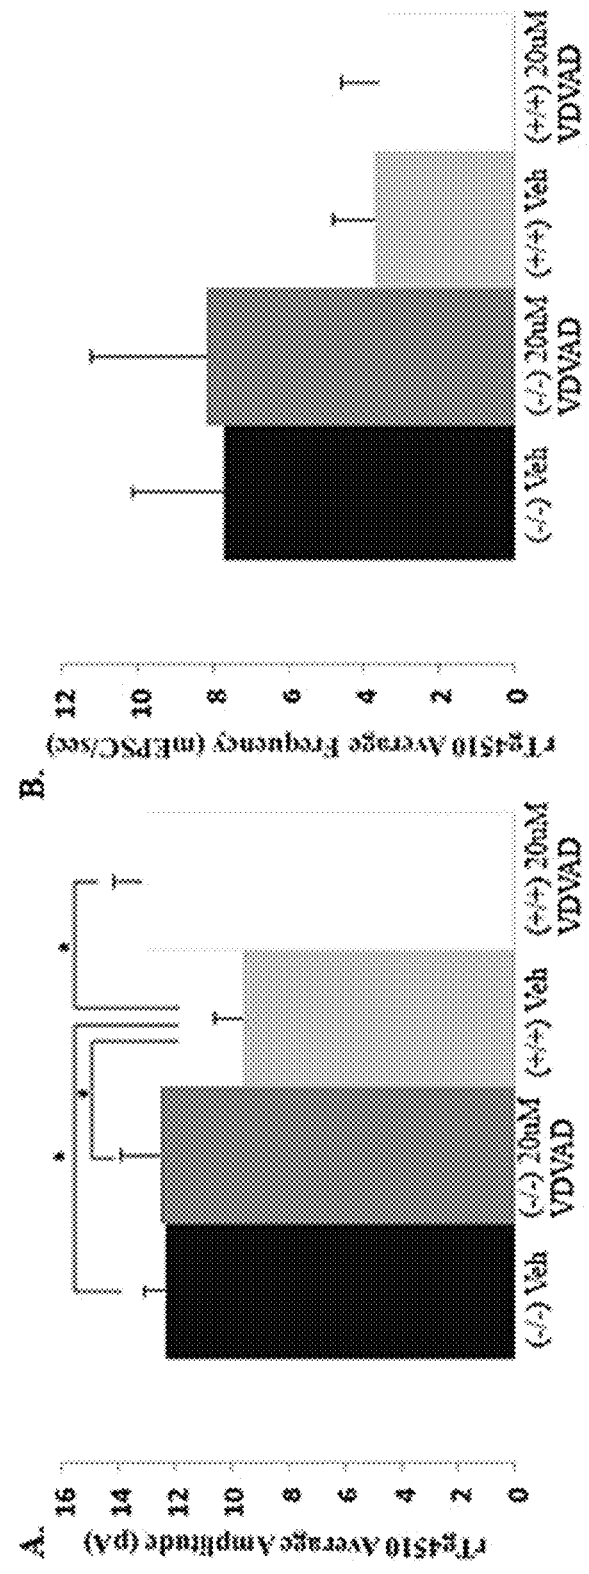 A.
rTg4510 Average Amplitude (pA)
16
14
12
10
8
6
4
2
0
*
*
*
(-/-) Veh
(-/-) 20uM
VDVAD
(+/+) Veh
(+/+) 20uM
VDVAD
B.
rTg4510 Average Frequency (mEPSC/sec)
12
10
8
6
4
2
0
(-/-) Veh
(-/-) 20uM
VDVAD
(+/+) Veh
(+/+) 20uM
VDVAD